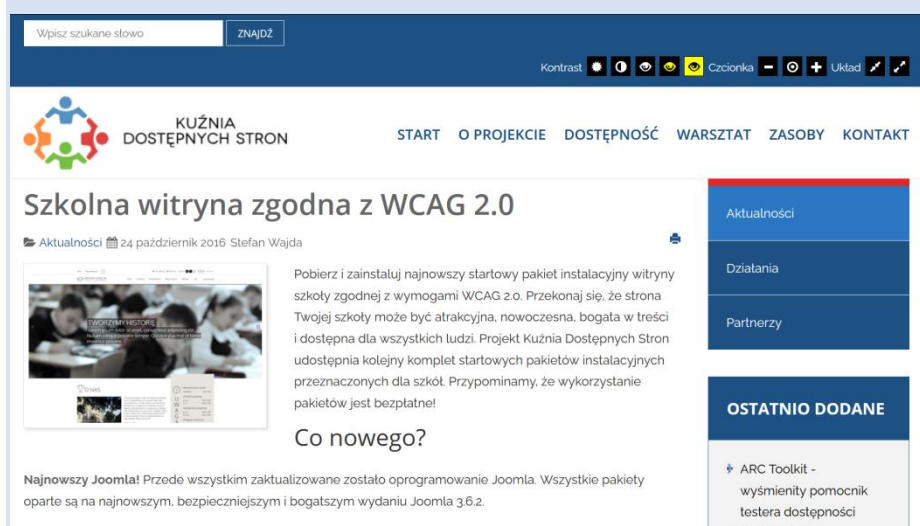 Wpisz szukane słowo
ZNAJDŹ
Kontrast
Czcionka
Układ
KUŹNIA
DOSTĘPNYCH STRON
START O PROJEKCIE DOSTĘPNOŚĆ WARSZTAT ZASOBY KONTAKT
Szkolna witryna zgodna z WCAG 2.0
Aktualności 24 październik 2016 Stefan Wajda
TWORZYMY HISTORIĘ
O NAS
Pobierz i zainstaluj najnowszy startowy pakiet instalacyjny witryny
szkoły zgodnej z wymogami WCAG 2.0. Przekonaj się, że strona
Twojej szkoły może być atrakcyjna, nowoczesna, bogata w treści
i dostępna dla wszystkich ludzi. Projekt Kuźnia Dostępnych Stron
udostępnia kolejny komplet startowych pakietów instalacyjnych
przeznaczonych dla szkół. Przypominamy, że wykorzystanie
pakietów jest bezpłatne!
Co nowego?
Najnowszy Joomla! Przede wszystkim zaktualizowane zostało oprogramowanie Joomla. Wszystkie pakiety
oparte są na najnowszym, bezpieczniejszym i bogatszym wydaniu Joomla 3.6.2.
Aktualności
Działania
Partnerzy
OSTATNIO DODANE
ARC Toolkit -
wyśmienity pomocnik
testera dostępności